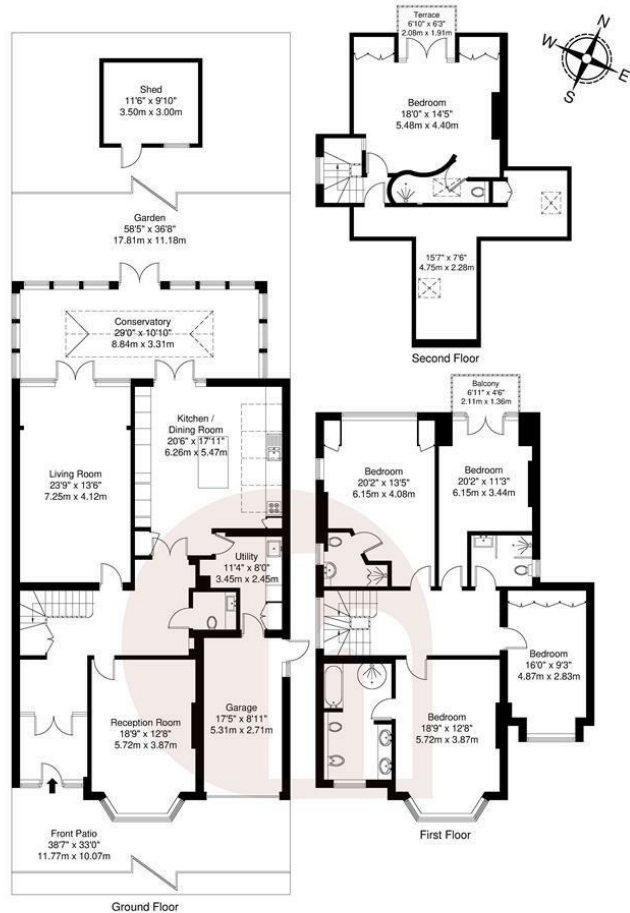 Shed
11'6" x 9'10"
3.50m x 3.00m
Garden
58'5" x 36'8"
17.81m x 11.18m
Conservatory
29'0" x 10'10"
8.84m x 3.31m
Kitchen /
Dining Room
20'6" x 17'11"
6.26m x 5.47m
Living Room
23'9" x 13'6"
7.25m x 4.12m
Utility
11'4" x 8'0"
3.45m x 2.45m
Garage
17'5" x 8'11"
5.31m x 2.71m
Reception Room
18'9" x 12'8"
5.72m x 3.87m
Front Patio
38'7" x 33'0"
11.77m x 10.07m
Ground Floor
Terrace
6'10" x 6'3"
2.08m x 1.91m
Bedroom
18'0" x 14'5"
5.48m x 4.40m
15'7" x 7'6"
4.75m x 2.28m
Second Floor
N
W
E
S
Balcony
6'11" x 4'6"
2.11m x 1.36m
Bedroom
20'2" x 13'5"
6.15m x 4.08m
Bedroom
20'2" x 11'3"
6.15m x 3.44m
Bedroom
16'0" x 9'3"
4.87m x 2.83m
Bedroom
18'9" x 12'8"
5.72m x 3.87m
First Floor